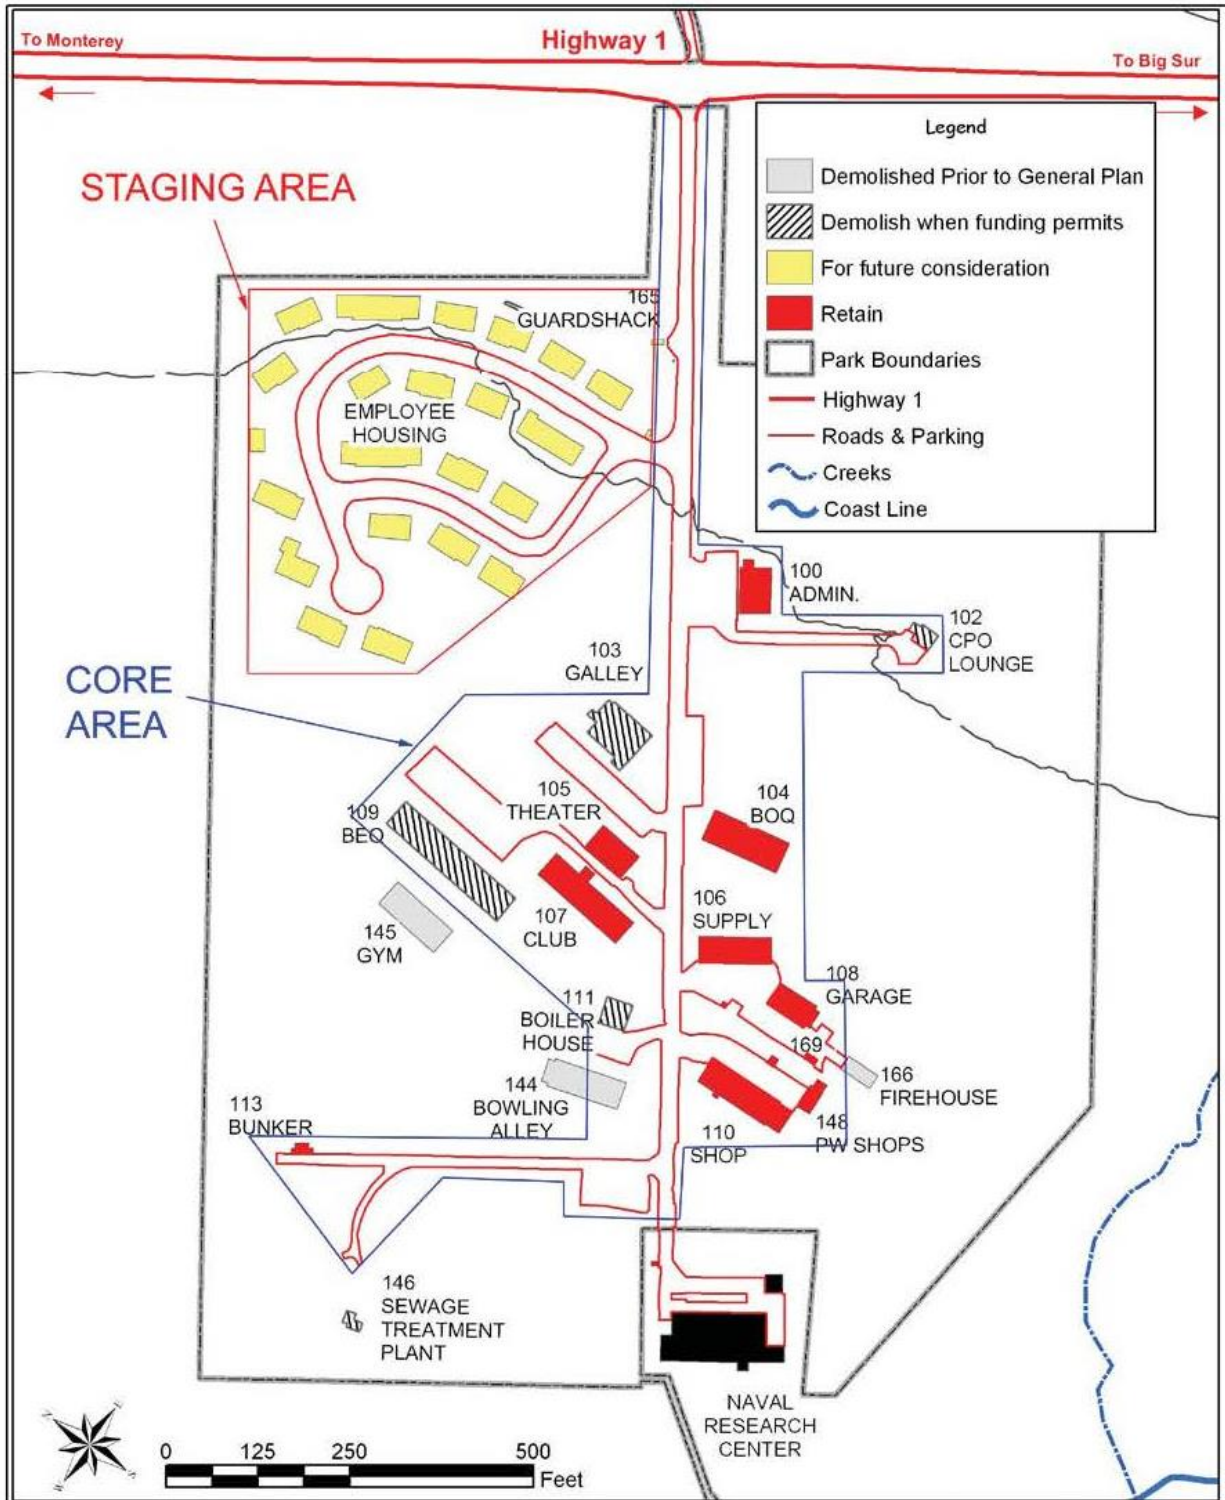 To Monterey
Highway 1
To Big Sur
Legend
Demolished Prior to General Plan
Demolish when funding permits
For future consideration
Retain
Park Boundaries
Highway 1
Roads & Parking
Creeks
Coast Line
STAGING AREA
165
GUARDSHACK
EMPLOYEE
HOUSING
100
ADMIN.
102
CPO
LOUNGE
103
GALLEY
CORE
AREA
105
THEATER
104
BOQ
109
BEQ
107
CLUB
106
SUPPLY
145
GYM
108
GARAGE
111
BOILER
HOUSE
169
166
FIREHOUSE
144
BOWLING
ALLEY
113
BUNKER
110
SHOP
148
PW SHOPS
146
SEWAGE
TREATMENT
PLANT
NAVAL
RESEARCH
CENTER
0 125 250 500
Feet